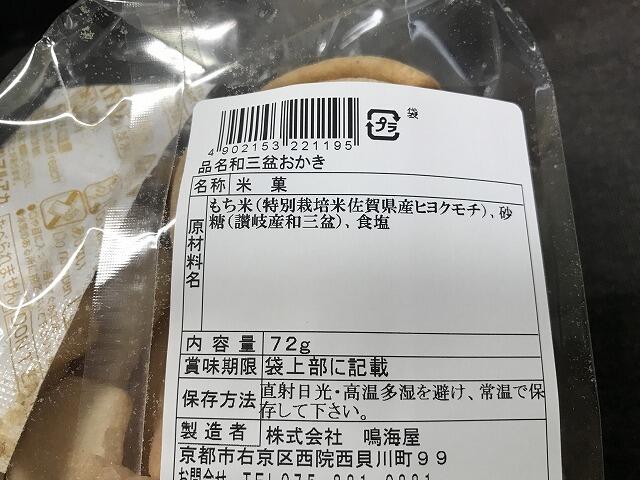 袋
プラ
4902153 221195
品名和三盆おかき
名称 米 菓
原材料名
もち米(特別栽培米佐賀県産ヒヨクモチ)、砂
糖(讃岐産和三盆)、食塩
内容量 72g
賞味期限 袋上部に記載
保存方法 直射日光・高温多湿を避け、常温で保
存して下さい。
製造者 株式会社 鳴海屋
京都市右京区西院西貝川町99